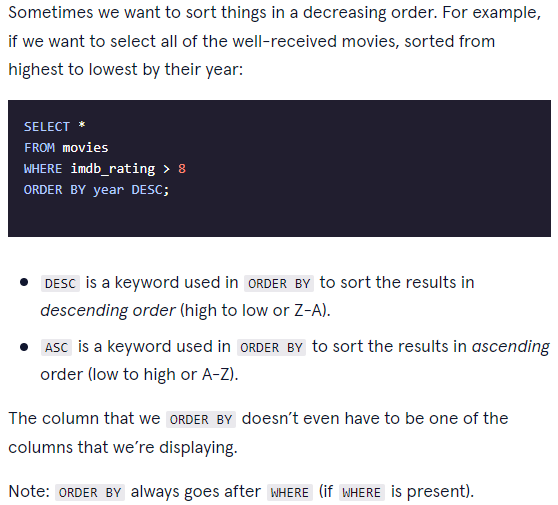 Sometimes we want to sort things in a decreasing order. For example,
if we want to select all of the well-received movies, sorted from
highest to lowest by their year:
SELECT *
FROM movies
WHERE imdb_rating > 8
ORDER BY year DESC;
• DESC is a keyword used in ORDER BY to sort the results in
descending order (high to low or Z-A).
• ASC is a keyword used in ORDER BY to sort the results in ascending
order (low to high or A-Z).
The column that we ORDER BY doesn’t even have to be one of the
columns that we’re displaying.
Note: ORDER BY always goes after WHERE (if WHERE is present).